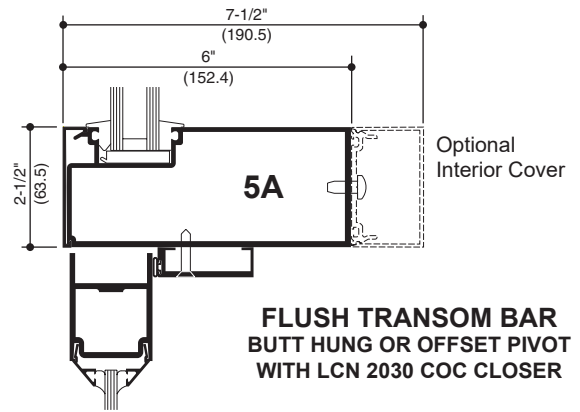 7-1/2"
(190.5)
6"
(152.4)
2-1/2"
(63.5)
5A
Optional
Interior Cover
FLUSH TRANSOM BAR
BUTT HUNG OR OFFSET PIVOT
WITH LCN 2030 COC CLOSER